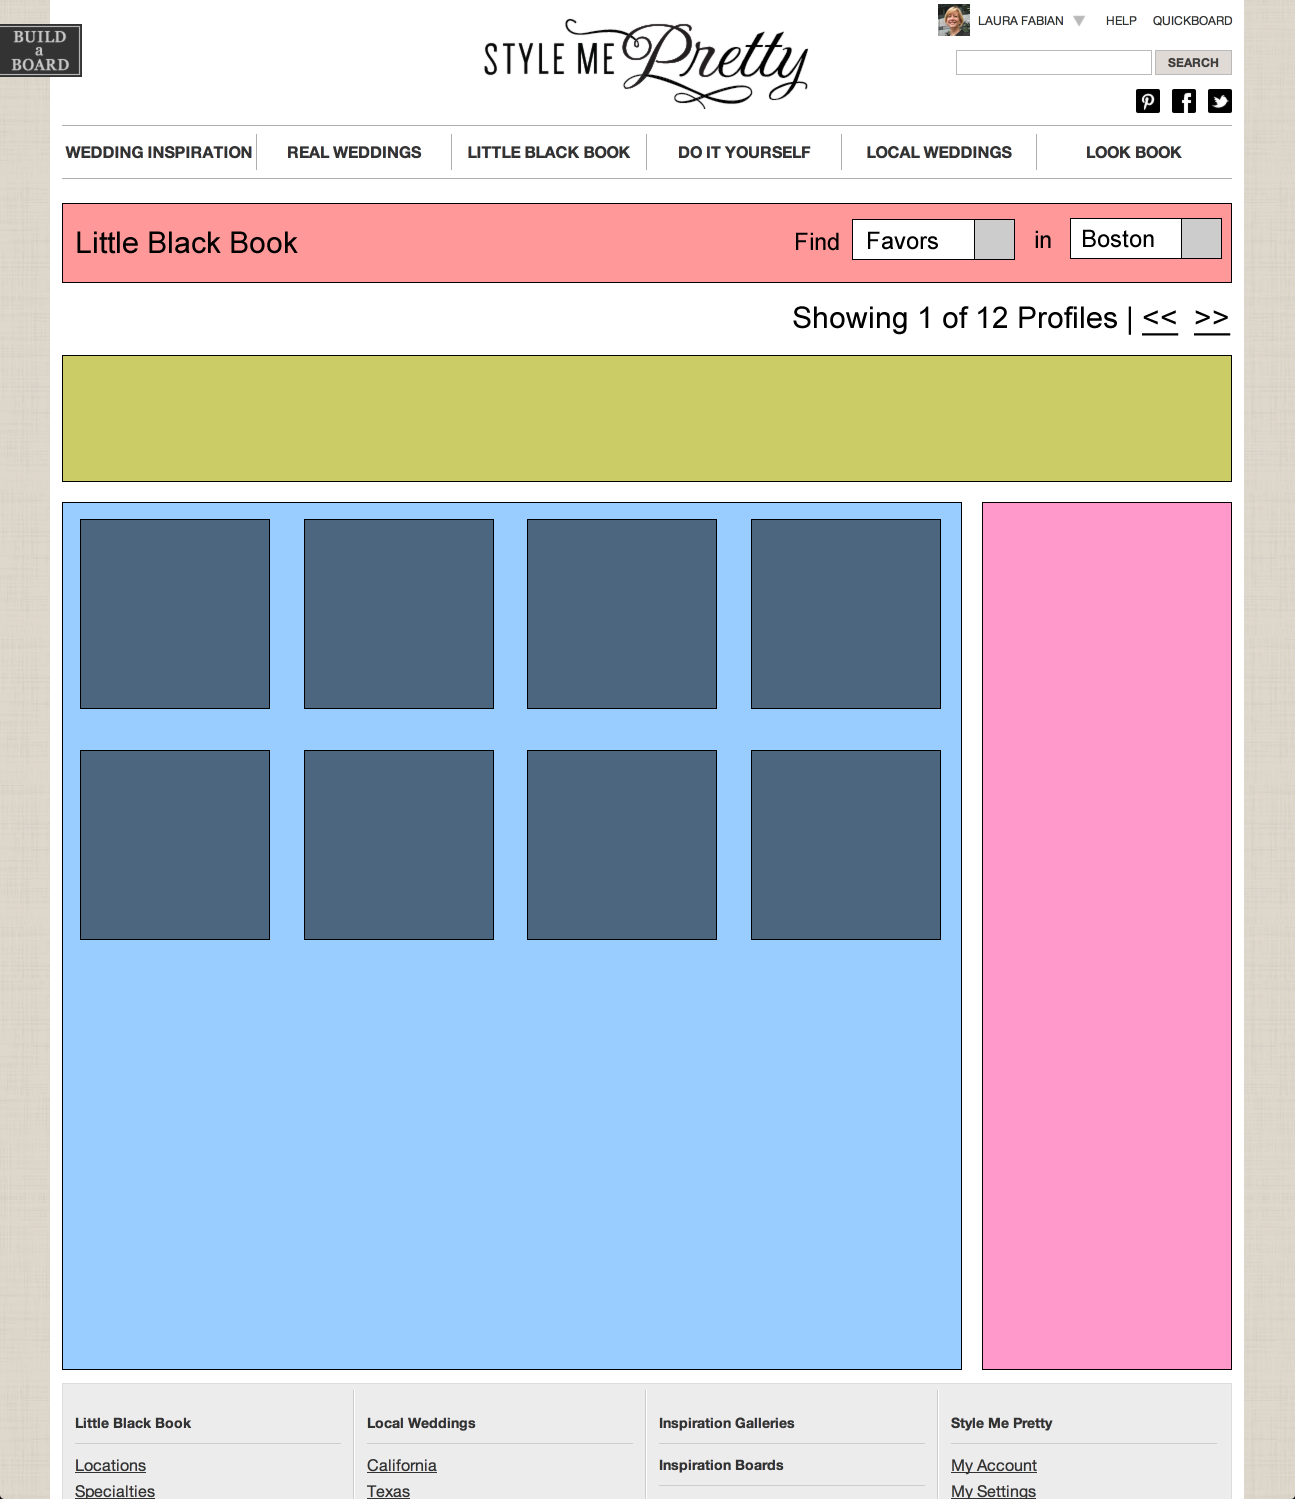 BUILD
a
BOARD
STYLE ME Pretty
LAURA FABIAN HELP QUICKBOARD
SEARCH
WEDDING INSPIRATION REAL WEDDINGS LITTLE BLACK BOOK DO IT YOURSELF LOCAL WEDDINGS LOOK BOOK
Little Black Book Find Favors in Boston
Showing 1 of 12 Profiles | << >>
Little Black Book Local Weddings Inspiration Galleries Style Me Pretty
Locations California Inspiration Boards My Account
Specialties Texas My Settings